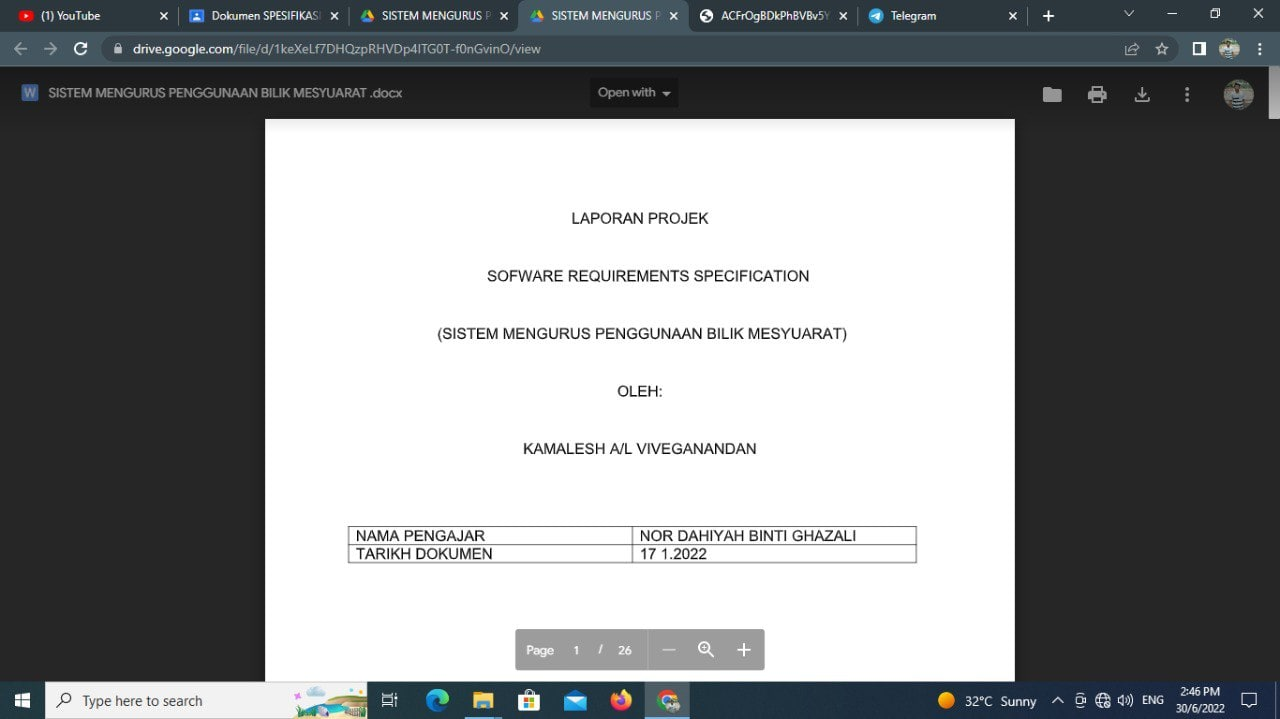 (1) YouTube
Dokumen SPESIFIKASI
SISTEM MENGURUS P
SISTEM MENGURUS P
ACFrOgBDkPhBVBv5Y
Telegram
drive.google.com/file/d/1keXeLf7DHQzpRHVDp4lTG0T-f0nGvinO/view
W SISTEM MENGURUS PENGGUNAAN BILIK MESYUARAT .docx
Open with
LAPORAN PROJEK
SOFWARE REQUIREMENTS SPECIFICATION
(SISTEM MENGURUS PENGGUNAAN BILIK MESYUARAT)
OLEH:
KAMALESH A/L VIVEGANANDAN
NAMA PENGAJAR NOR DAHIYAH BINTI GHAZALI
TARIKH DOKUMEN 17 1.2022
Page 1 / 26
Type here to search
32°C Sunny
ENG
2:46 PM
30/6/2022